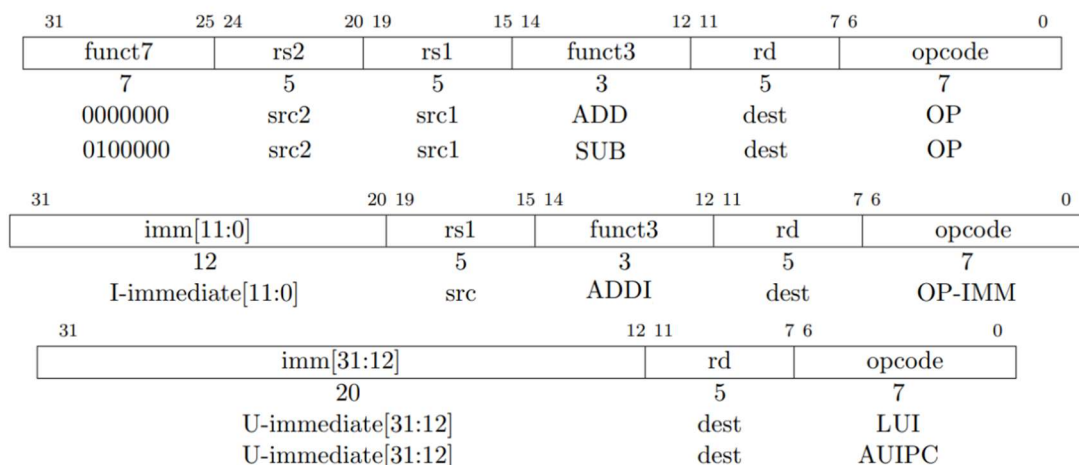 31 25 24 20 19 15 14 12 11 7 6 0
funct7 rs2 rs1 funct3 rd opcode
7 5 5 3 5 7
0000000 src2 src1 ADD dest OP
0100000 src2 src1 SUB dest OP
31 20 19 15 14 12 11 7 6 0
imm[11:0] rs1 funct3 rd opcode
12 5 3 5 7
I-immediate[11:0] src ADDI dest OP-IMM
31 12 11 7 6 0
imm[31:12] rd opcode
20 5 7
U-immediate[31:12] dest LUI
U-immediate[31:12] dest AUIPC